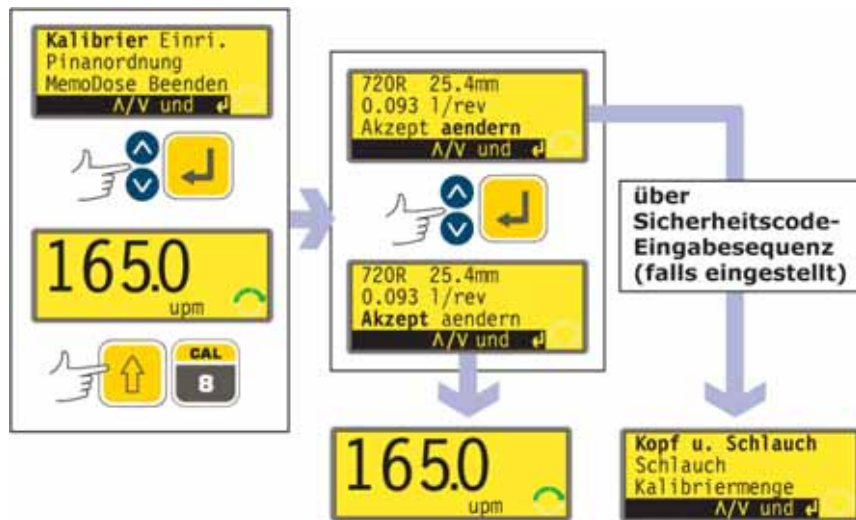 Kalibrier Einri.
Pinanordnung
MemoDose Beenden
Λ/V und ↲
165.0
upm
CAL
8
720R 25.4mm
0.093 l/rev
Akzept aendern
Λ/V und ↲
720R 25.4mm
0.093 l/rev
Akzept aendern
Λ/V und ↲
165.0
upm
über
Sicherheitscode-
Eingabesequenz
(falls eingestellt)
Kopf u. Schlauch
Schlauch
Kalibriermenge
Λ/V und ↲